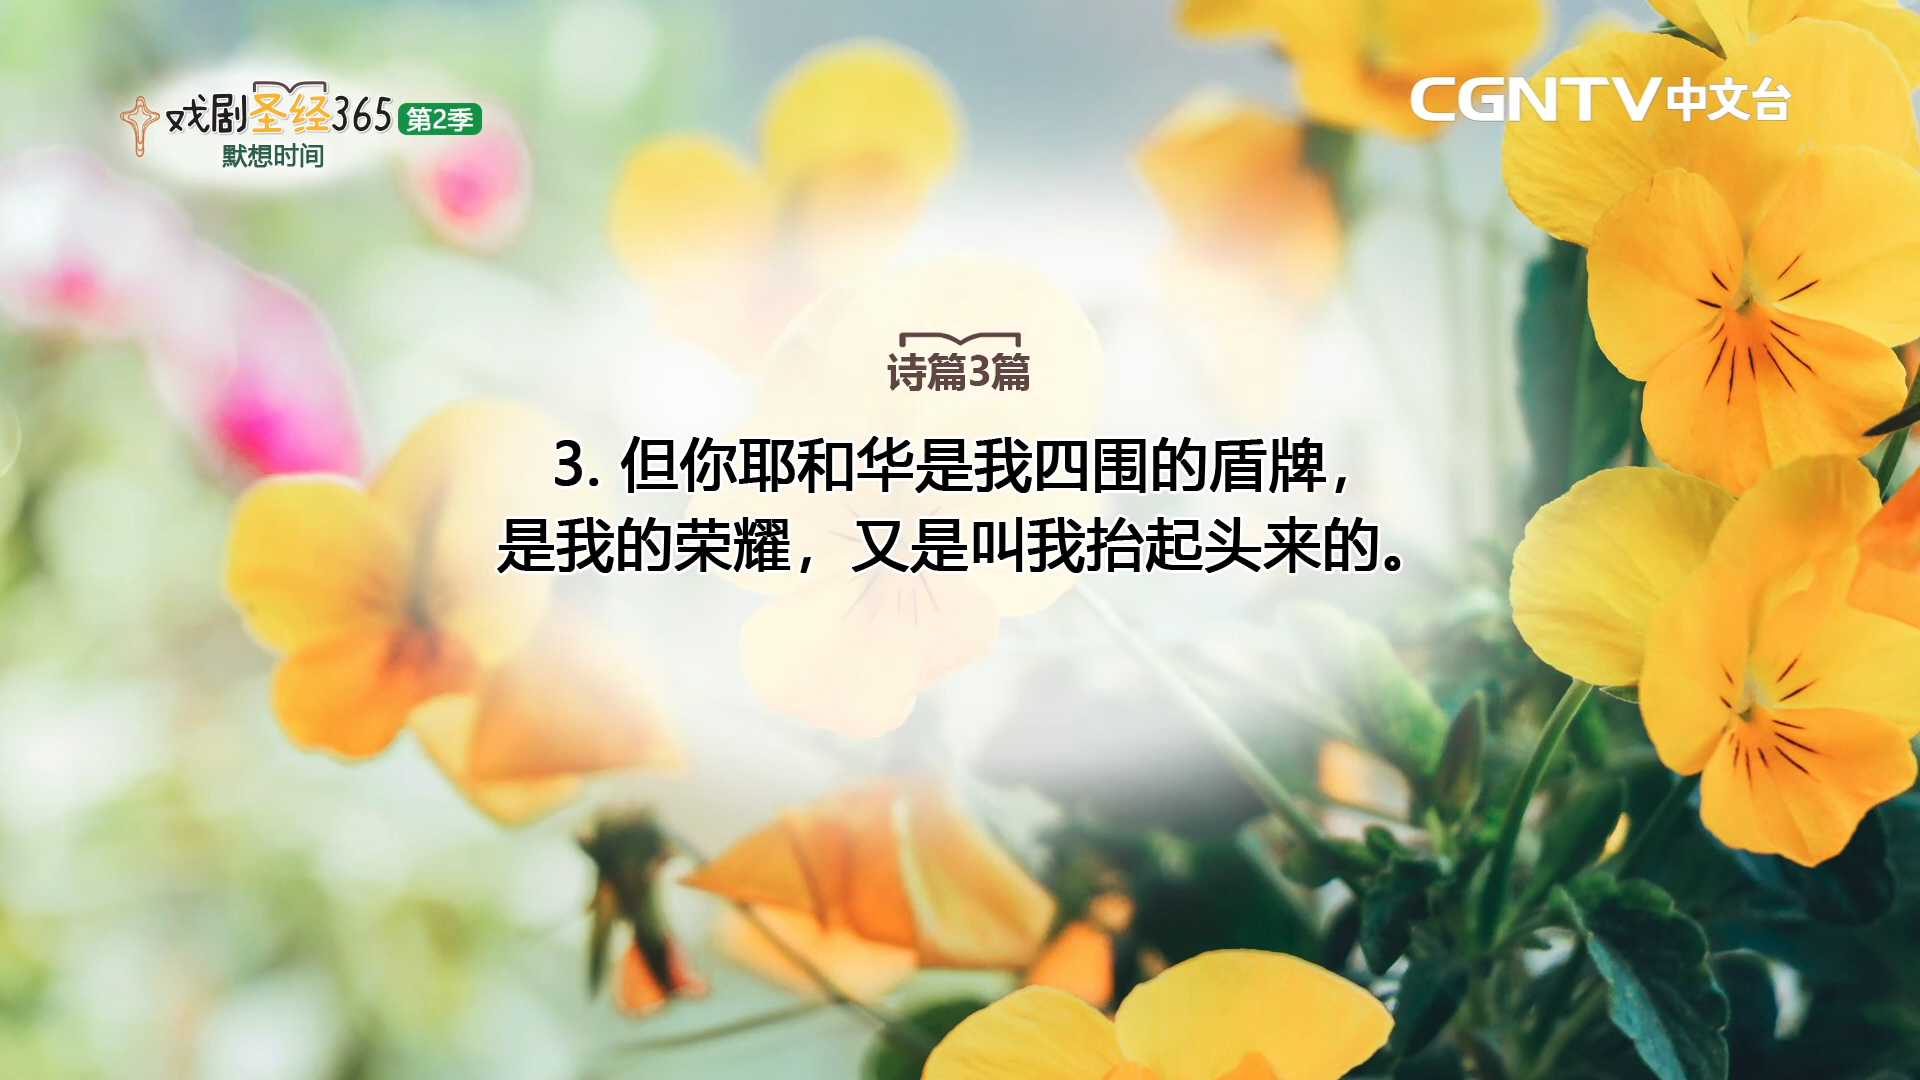 戏剧圣经365 第2季
默想时间
CGNTV中文台
诗篇3篇
3. 但你耶和华是我四围的盾牌，
是我的荣耀，又是叫我抬起头来的。